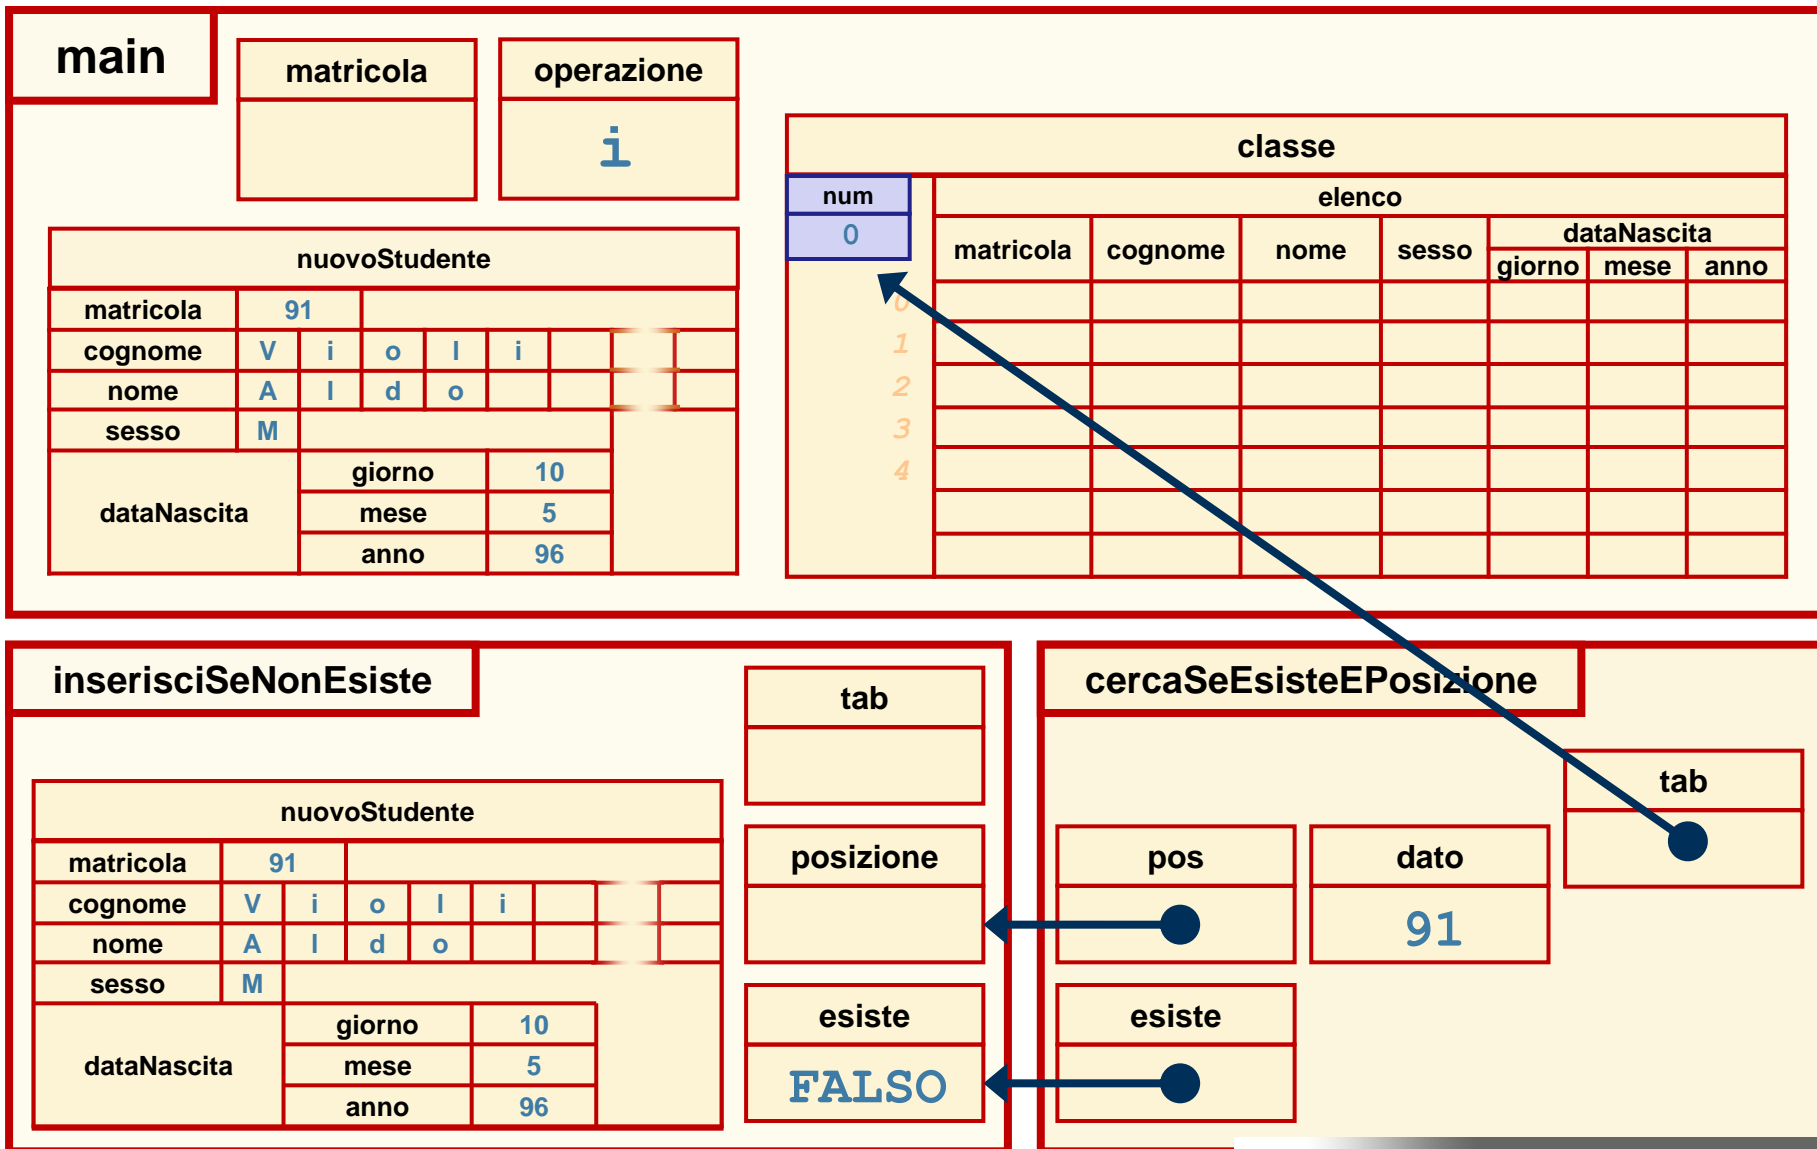 main
matricola
operazione
i
classe
num
elenco
0
matricola cognome nome sesso dataNascita
giorno mese anno
0
1
2
3
4
nuovoStudente
matricola 91
cognome V i o l i
nome A l d o
sesso M
dataNascita
giorno 10
mese 5
anno 96
inserisciSeNonEsiste
tab
nuovoStudente
matricola 91
cognome V i o l i
nome A l d o
sesso M
dataNascita
giorno 10
mese 5
anno 96
posizione
esiste
FALSO
cercaSeEsisteEPosizione
tab
pos
dato
91
esiste